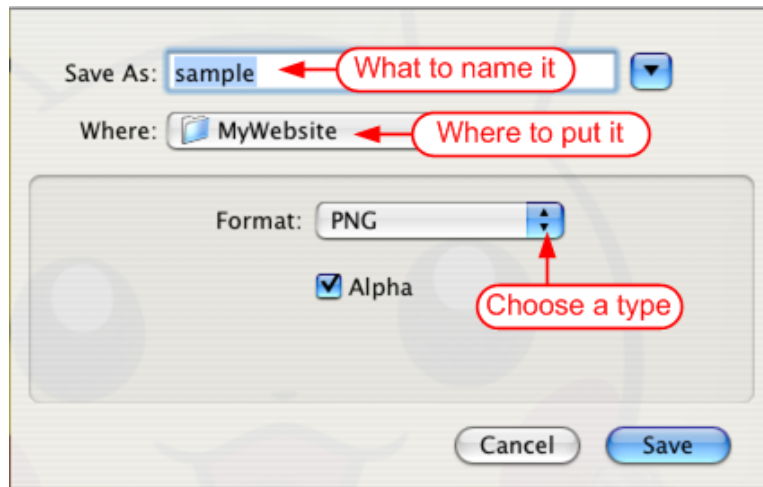 Save As: sample What to name it
Where: MyWebsite Where to put it
Format: PNG
Alpha
Choose a type
Cancel Save